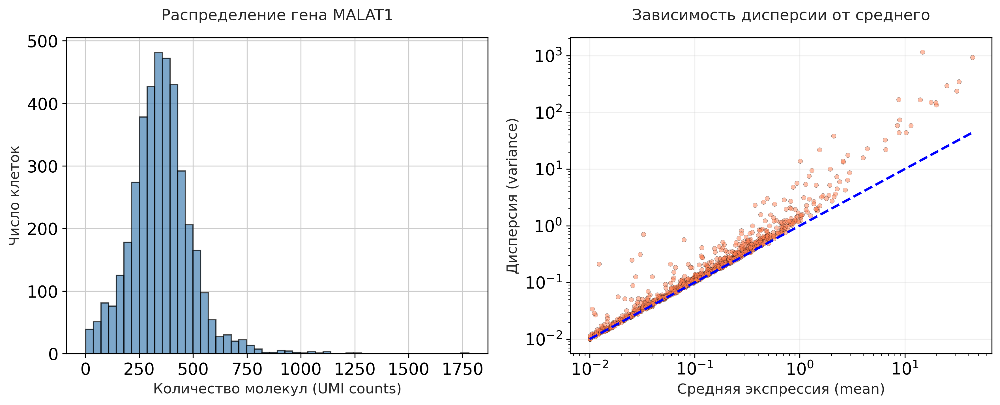 Распределение гена MALAT1
500
400
300
200
100
0
Число клеток
0 250 500 750 1000 1250 1500 1750
Количество молекул (UMI counts)
Зависимость дисперсии от среднего
10³
10²
10¹
10⁰
10⁻¹
10⁻²
Дисперсия (variance)
10⁻² 10⁻¹ 10⁰ 10¹
Средняя экспрессия (mean)